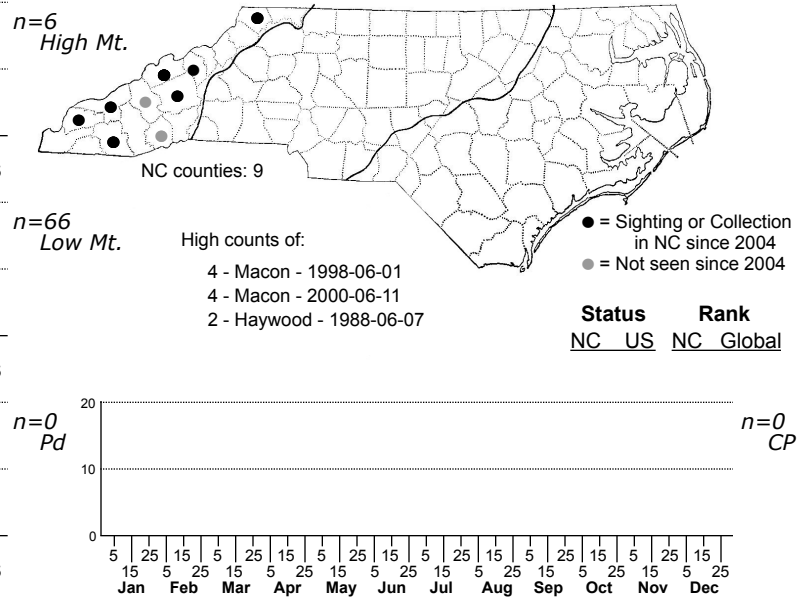 n=6
High Mt.
NC counties: 9
n=66
Low Mt.
High counts of:
4 - Macon - 1998-06-01
4 - Macon - 2000-06-11
2 - Haywood - 1988-06-07
= Sighting or Collection
in NC since 2004
= Not seen since 2004
Status Rank
NC US NC Global
n=0
Pd
20
10
0
n=0
CP
5 25 15 5 25 15 5 25 15 5 25 15 5 25 15 5 25 15
15 5 25 15 5 25 15 5 25 15 5 25 15 5 25 15 5 25
Jan Feb Mar Apr May Jun Jul Aug Sep Oct Nov Dec